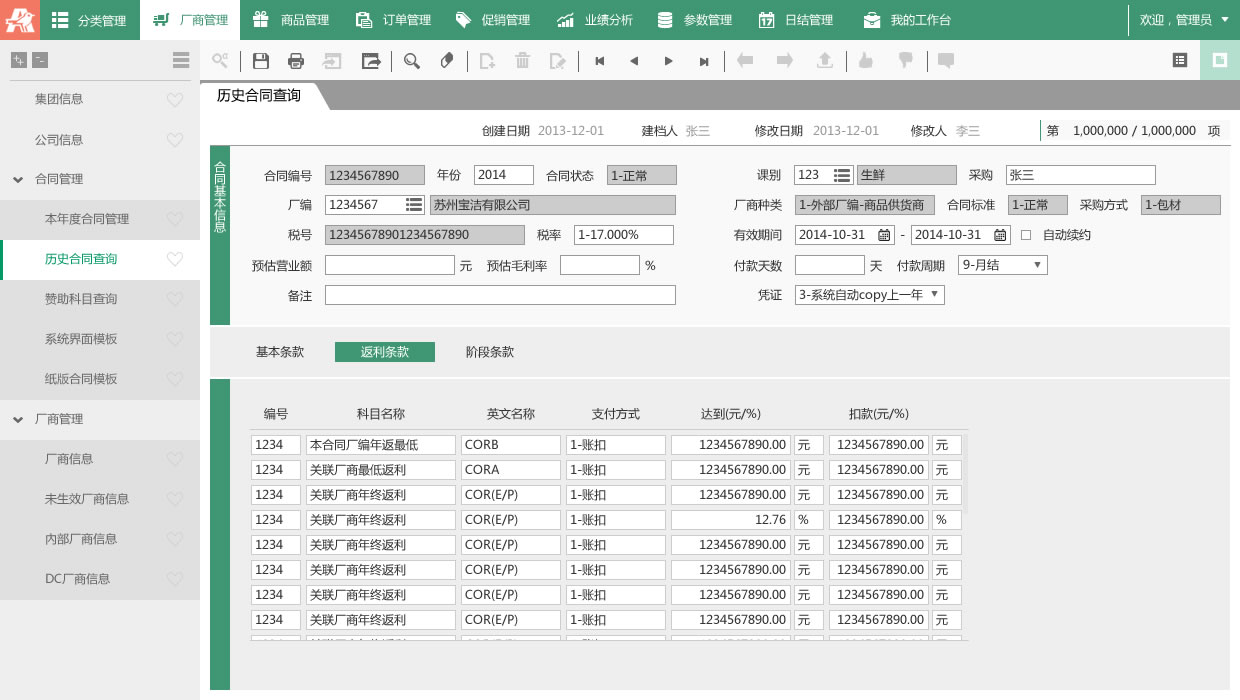 分类管理 厂商管理 商品管理 订单管理 促销管理 业绩分析 参数管理 日结管理 我的工作台 欢迎，管理员
集团信息
公司信息
合同管理
本年度合同管理
历史合同查询
赞助科目查询
系统界面模板
纸版合同模板
厂商管理
厂商信息
未生效厂商信息
内部厂商信息
DC厂商信息
历史合同查询
创建日期 2013-12-01 建档人 张三 修改日期 2013-12-01 修改人 李三 第 1,000,000 / 1,000,000 项
合同基本信息
合同编号 1234567890 年份 2014 合同状态 1-正常 课别 123 生鲜 采购 张三
厂编 1234567 苏州宝洁有限公司 厂商种类 1-外部厂编-商品供货商 合同标准 1-正常 采购方式 1-包材
税号 12345678901234567890 税率 1-17.000% 有效期间 2014-10-31 - 2014-10-31 自动续约
预估营业额 元 预估毛利率 % 付款天数 天 付款周期 9-月结
备注 凭证 3-系统自动copy上一年
基本条款 返利条款 阶段条款
编号 科目名称 英文名称 支付方式 达到(元/%) 扣款(元/%)
1234 本合同厂编年返最低 CORB 1-账扣 1234567890.00 元 1234567890.00 元
1234 关联厂商最低返利 CORA 1-账扣 1234567890.00 元 1234567890.00 元
1234 关联厂商年终返利 COR(E/P) 1-账扣 1234567890.00 元 1234567890.00 元
1234 关联厂商年终返利 COR(E/P) 1-账扣 12.76 % 1234567890.00 %
1234 关联厂商年终返利 COR(E/P) 1-账扣 1234567890.00 元 1234567890.00 元
1234 关联厂商年终返利 COR(E/P) 1-账扣 1234567890.00 元 1234567890.00 元
1234 关联厂商年终返利 COR(E/P) 1-账扣 1234567890.00 元 1234567890.00 元
1234 关联厂商年终返利 COR(E/P) 1-账扣 1234567890.00 元 1234567890.00 元